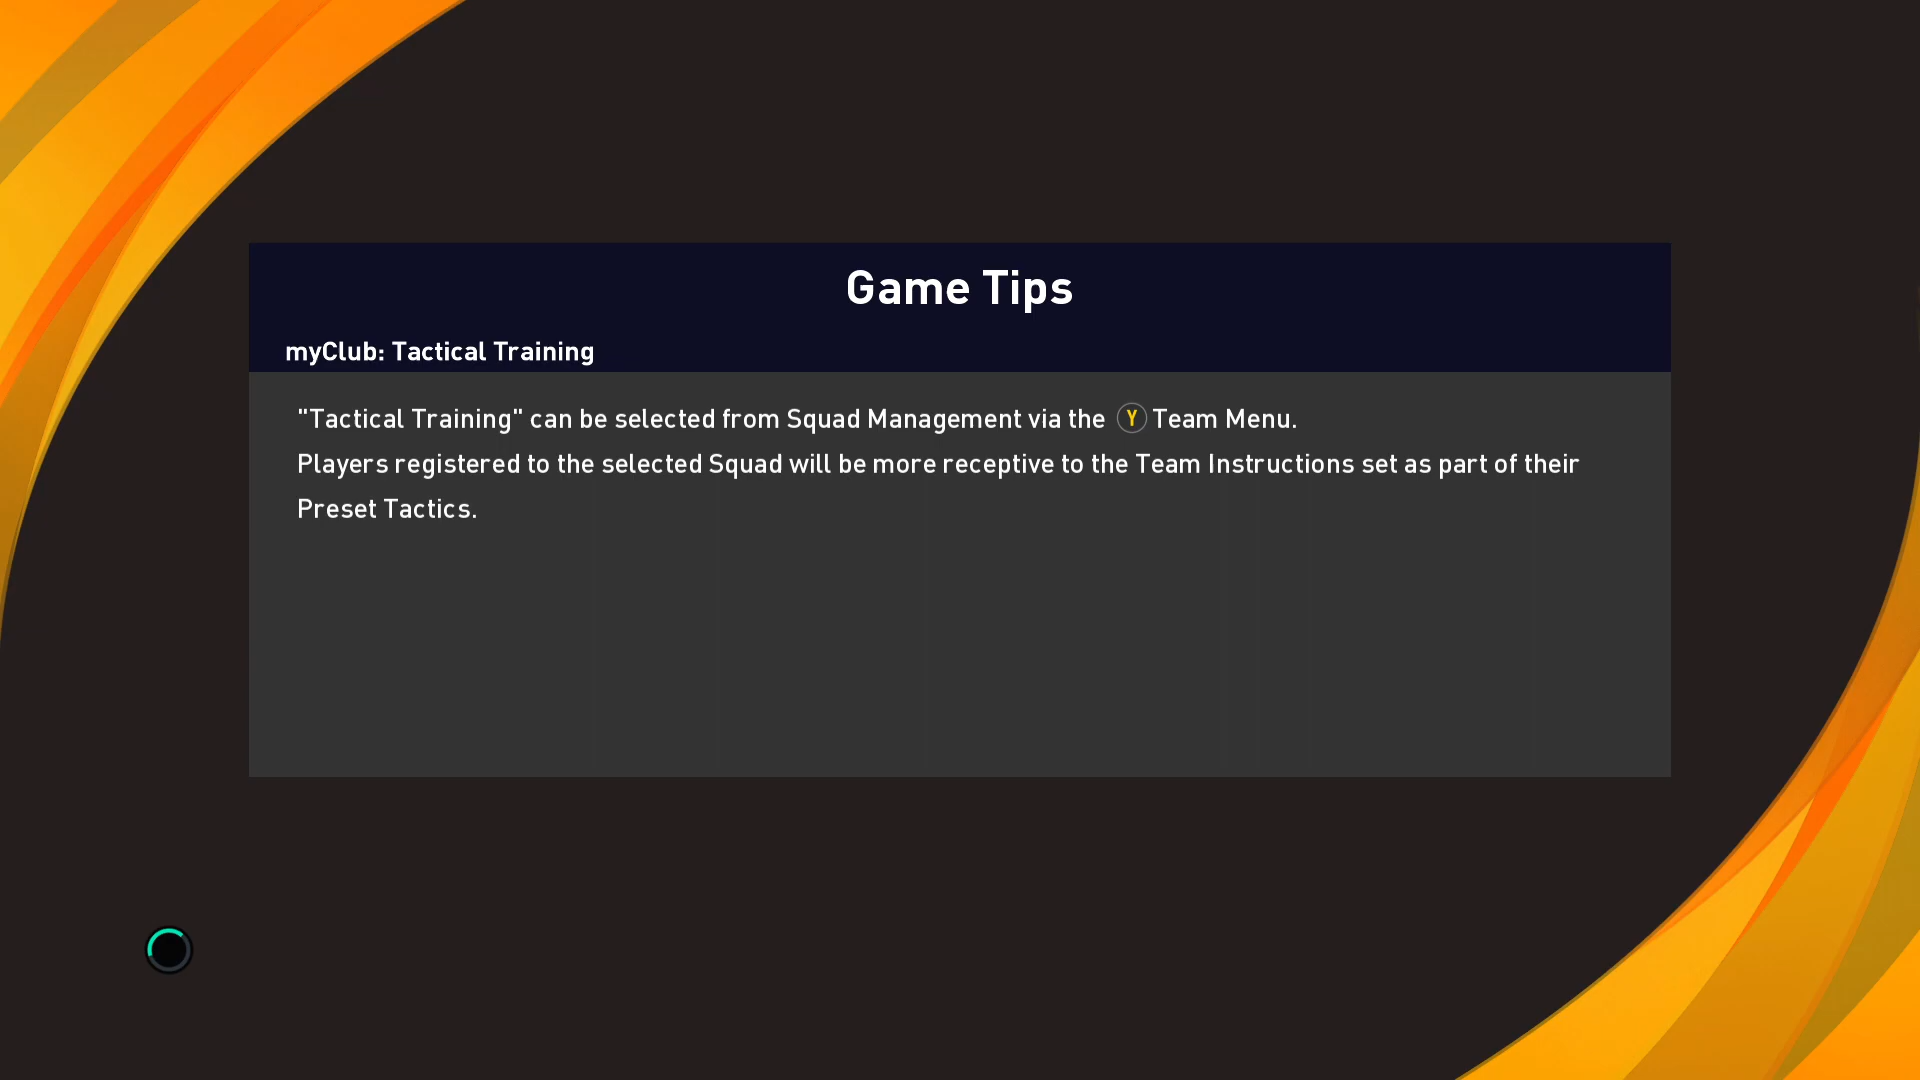 Game Tips
myClub: Tactical Training
"Tactical Training" can be selected from Squad Management via the Y Team Menu.
Players registered to the selected Squad will be more receptive to the Team Instructions set as part of their
Preset Tactics.